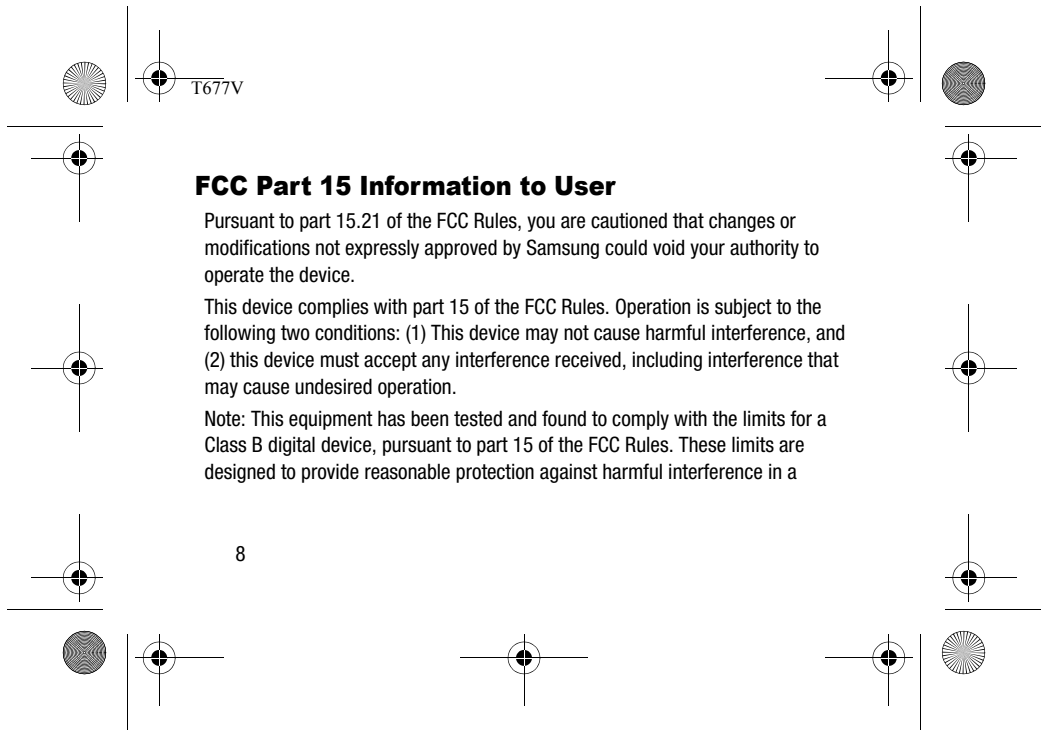 T677V
FCC Part 15 Information to User
Pursuant to part 15.21 of the FCC Rules, you are cautioned that changes or
modifications not expressly approved by Samsung could void your authority to
operate the device.
This device complies with part 15 of the FCC Rules. Operation is subject to the
following two conditions: (1) This device may not cause harmful interference, and
(2) this device must accept any interference received, including interference that
may cause undesired operation.
Note: This equipment has been tested and found to comply with the limits for a
Class B digital device, pursuant to part 15 of the FCC Rules. These limits are
designed to provide reasonable protection against harmful interference in a
8